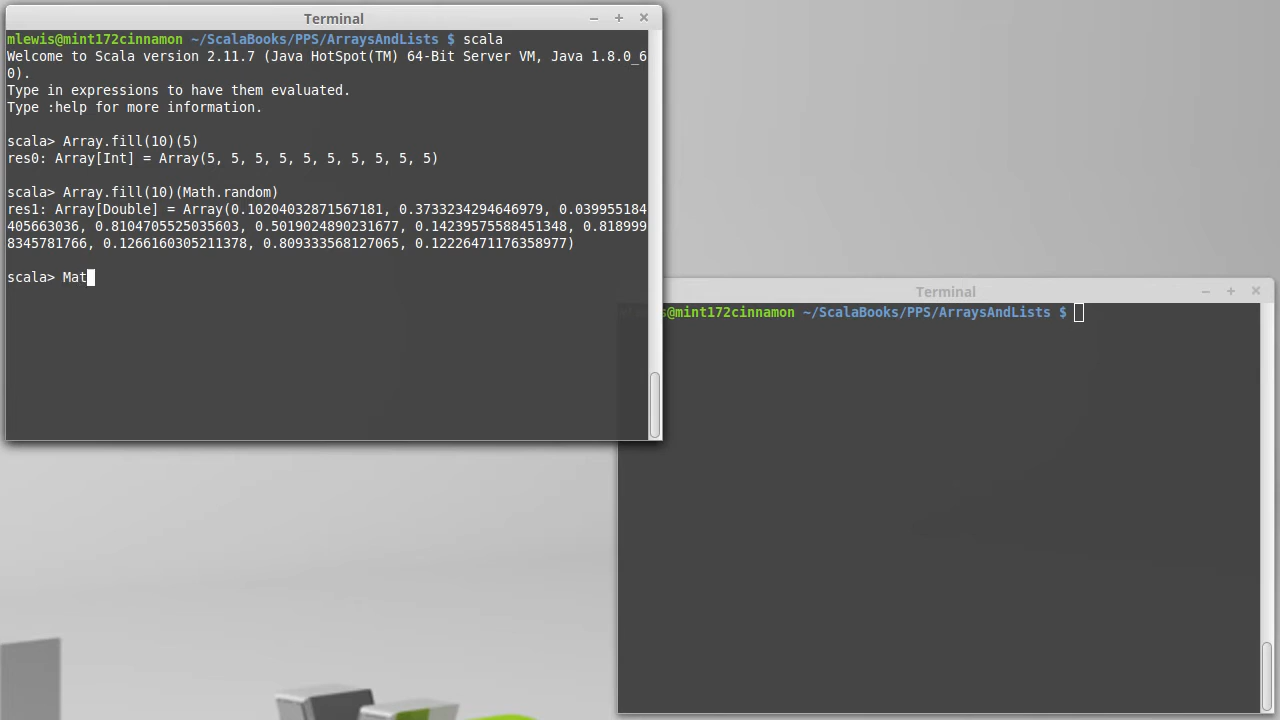 Terminal
mlewis@mint172cinnamon ~/ScalaBooks/PPS/ArraysAndLists $ scala
Welcome to Scala version 2.11.7 (Java HotSpot(TM) 64-Bit Server VM, Java 1.8.0_6
0).
Type in expressions to have them evaluated.
Type :help for more information.
scala> Array.fill(10)(5)
res0: Array[Int] = Array(5, 5, 5, 5, 5, 5, 5, 5, 5, 5)
scala> Array.fill(10)(Math.random)
res1: Array[Double] = Array(0.10204032871567181, 0.3733234294646979, 0.039955184
405663036, 0.8104705525035603, 0.5019024890231677, 0.14239575588451348, 0.818999
8345781766, 0.1266160305211378, 0.809333568127065, 0.12226471176358977)
scala> Mat
Terminal
s@mint172cinnamon ~/ScalaBooks/PPS/ArraysAndLists $